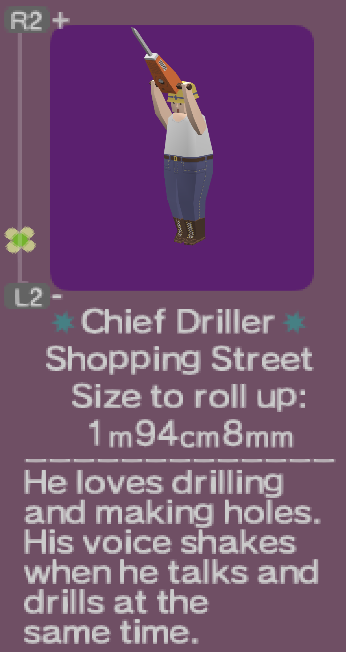 R2 +
L2 -
Chief Driller
Shopping Street
Size to roll up:
1m94cm8mm
He loves drilling
and making holes.
His voice shakes
when he talks and
drills at the
same time.